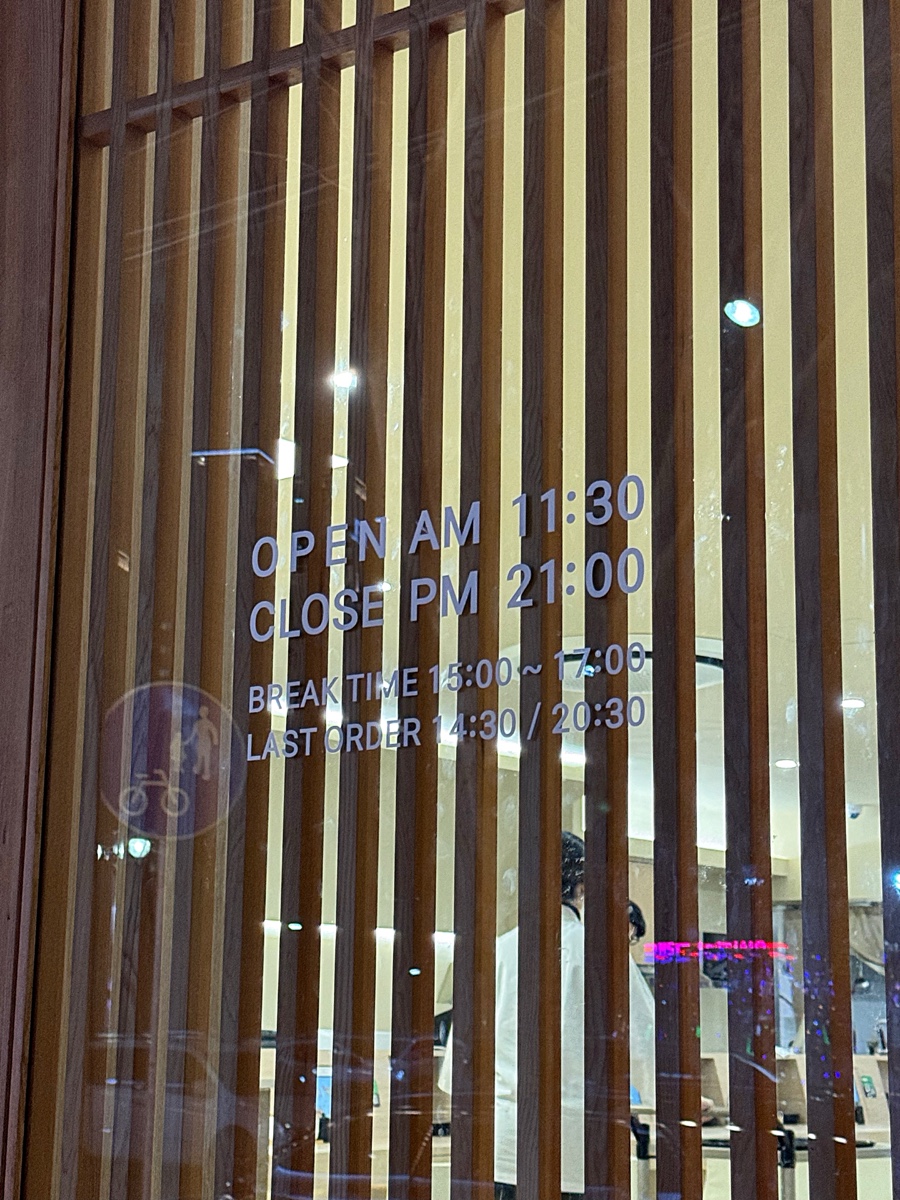 OPEN AM 11:30
CLOSE PM 21:00
BREAK TIME 15:00 ~ 17:00
LAST ORDER 14:30 / 20:30